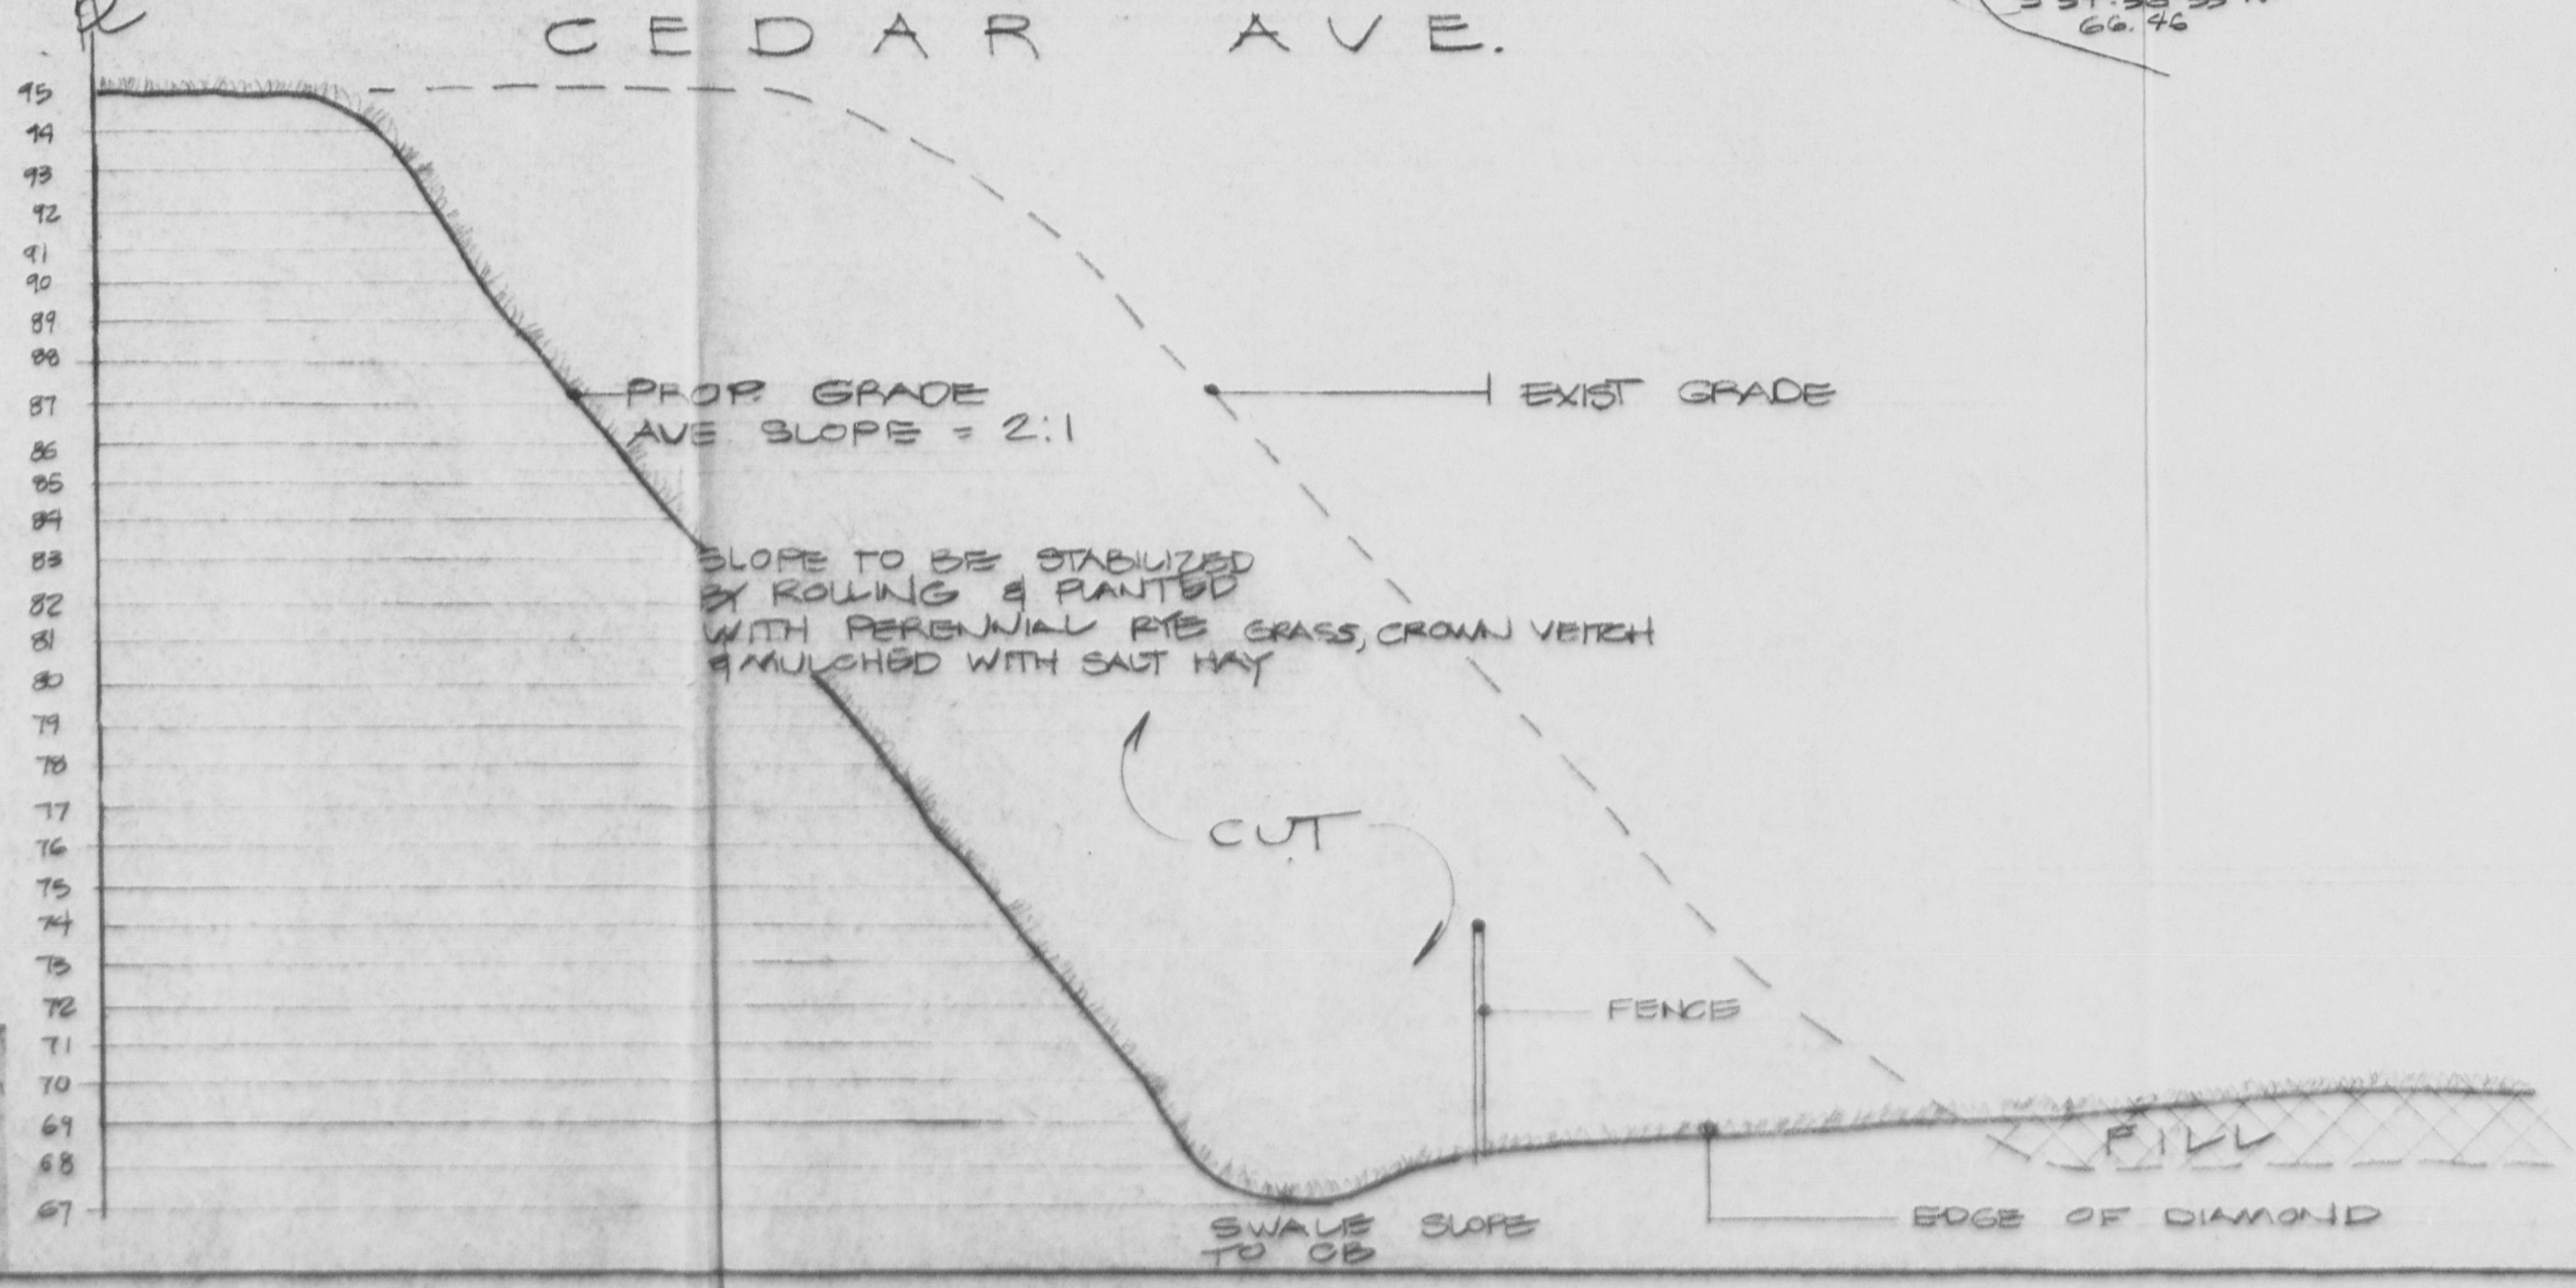 CEDAR AVE.
66.46
95
94
93
92
91
90
89
88
87
86
85
84
83
82
81
80
79
78
77
76
75
74
73
72
71
70
69
68
67
PROP. GRADE
AVE SLOPE = 2:1
EXIST GRADE
SLOPE TO BE STABILIZED
BY ROLLING & PLANTED
WITH PERENNIAL RYE GRASS, CROWN VEITCH
& MULCHED WITH SALT HAY
CUT
FENCE
FILL
SWALE SLOPE
TO CB
EDGE OF DIAMOND